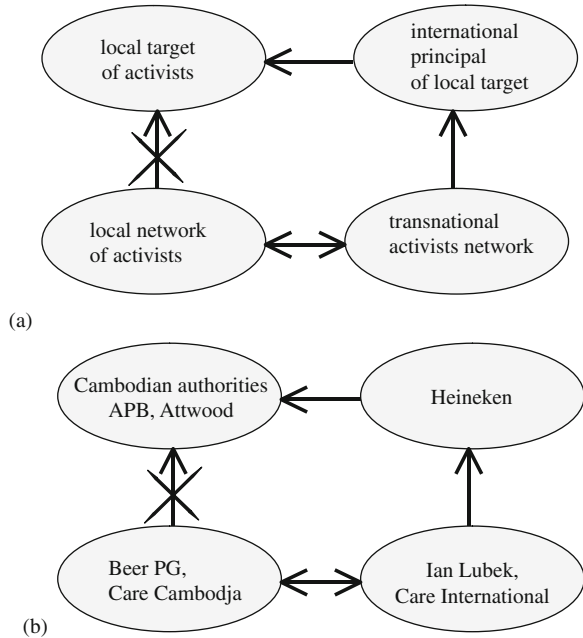 local target
of activists
international
principal
of local target
local network
of activists
transnational
activists network
(a)
Cambodian authorities
APB, Attwood
Heineken
Beer PG,
Care Cambodja
Ian Lubek,
Care International
(b)